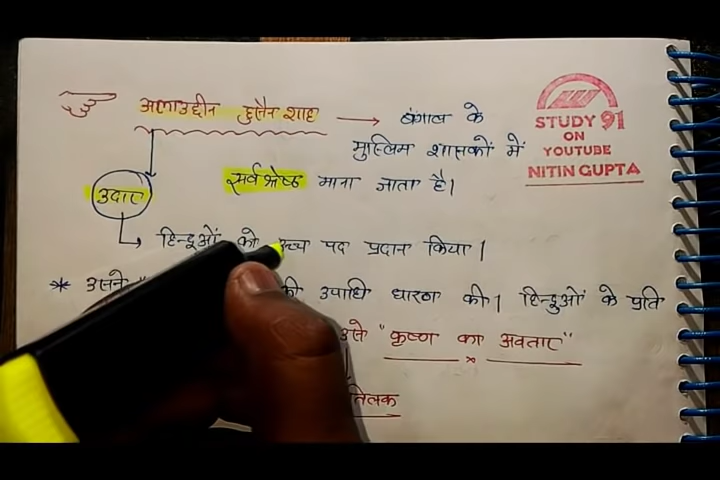 अलाउद्दीन हुसैन शाह → बंगाल के
मुस्लिम शासकों में
सर्वश्रेष्ठ माना जाता है।
STUDY 91
ON
YOUTUBE
NITIN GUPTA
उदार
हिन्दुओं को उच्च पद प्रदान किया।
* उसने की उपाधि धारण की। हिन्दुओं के प्रति
उसे "कृष्ण का अवतार"
तिलक